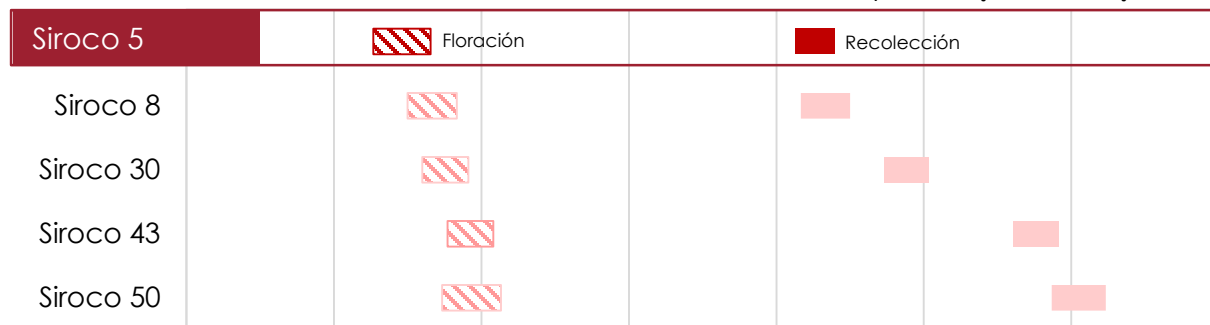 Siroco 5 Floración Recolección
Siroco 8
Siroco 30
Siroco 43
Siroco 50